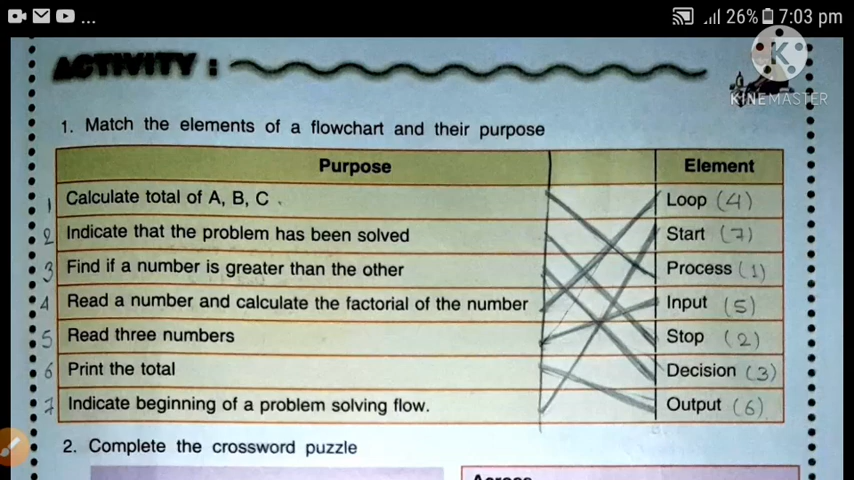 ... 26% 7:03 pm
K
KINEMASTER
ACTIVITY :
1. Match the elements of a flowchart and their purpose
Purpose Element
1 Calculate total of A, B, C . Loop (4)
2 Indicate that the problem has been solved Start (7)
3 Find if a number is greater than the other Process (1)
4 Read a number and calculate the factorial of the number Input (5)
5 Read three numbers Stop (2)
6 Print the total Decision (3)
7 Indicate beginning of a problem solving flow. Output (6)
2. Complete the crossword puzzle
Across